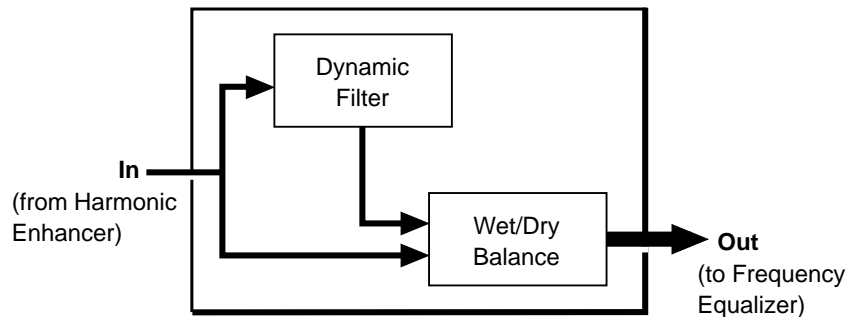 Dynamic
Filter
In
(from Harmonic
Enhancer)
Wet/Dry
Balance
Out
(to Frequency
Equalizer)